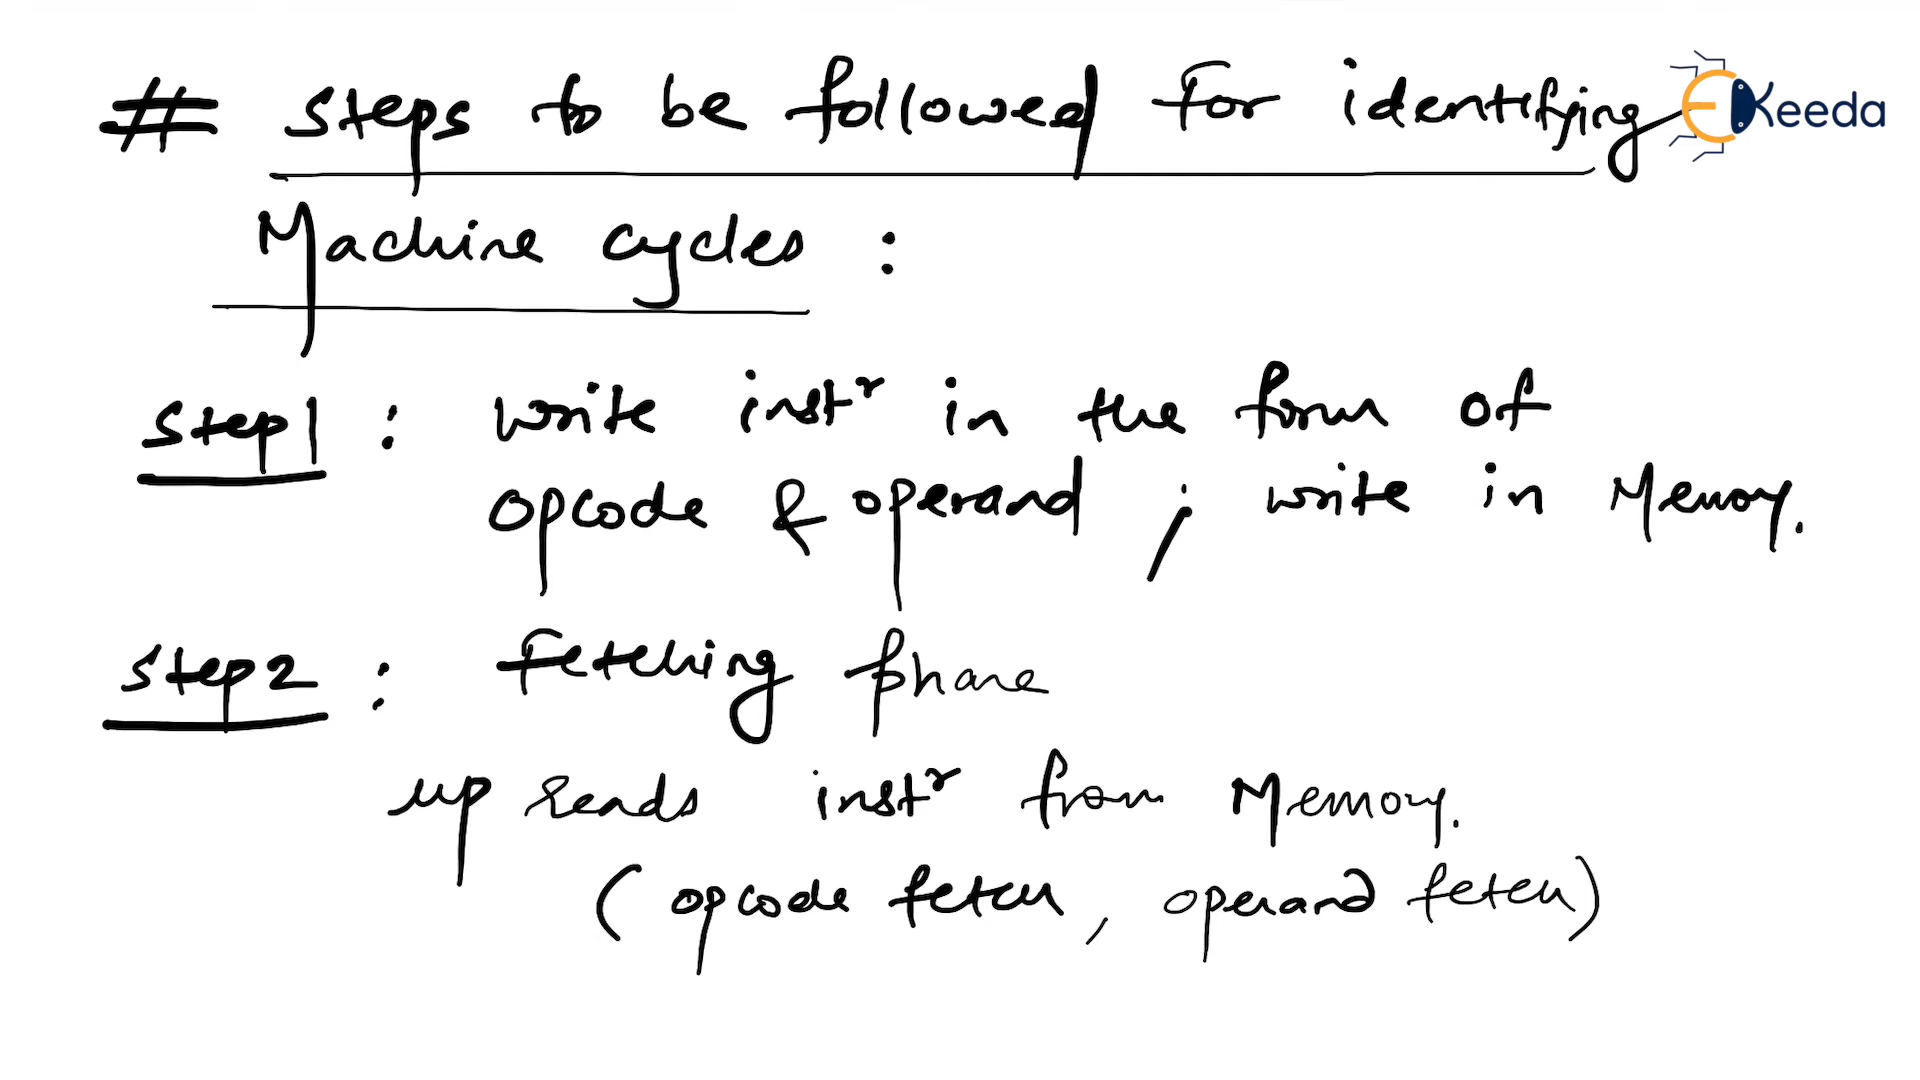 # steps to be followed for identifying
EKeeda
Machine cycles :
Step1 : write instr in the form of
opcode & operand ; write in Memoy.
Step2 : Fetching phase
up reads instr from Memory.
( opcode fetch , operand fetch )